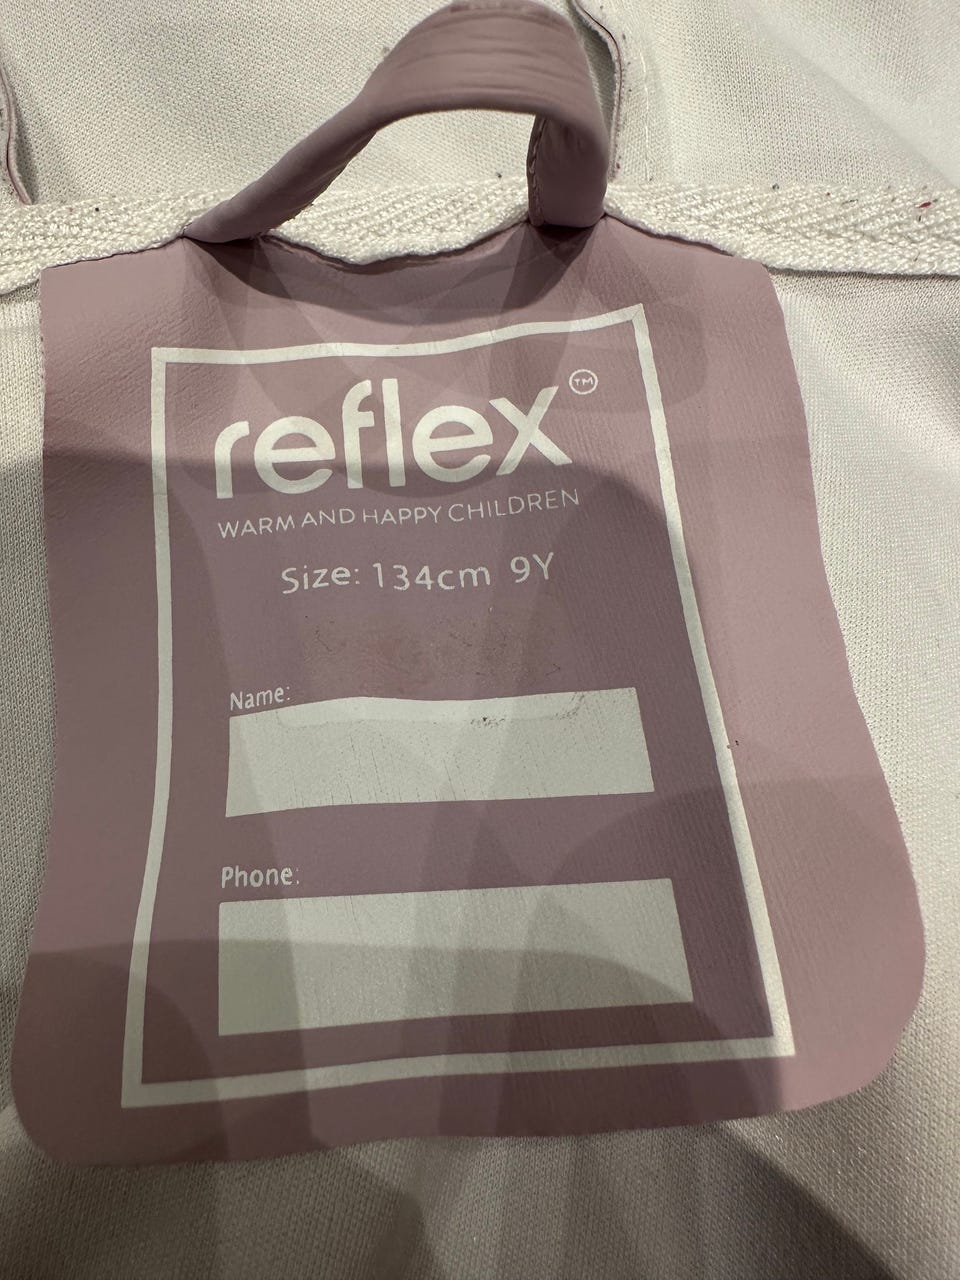 reflex™
WARM AND HAPPY CHILDREN
Size: 134cm 9Y
Name:
Phone: